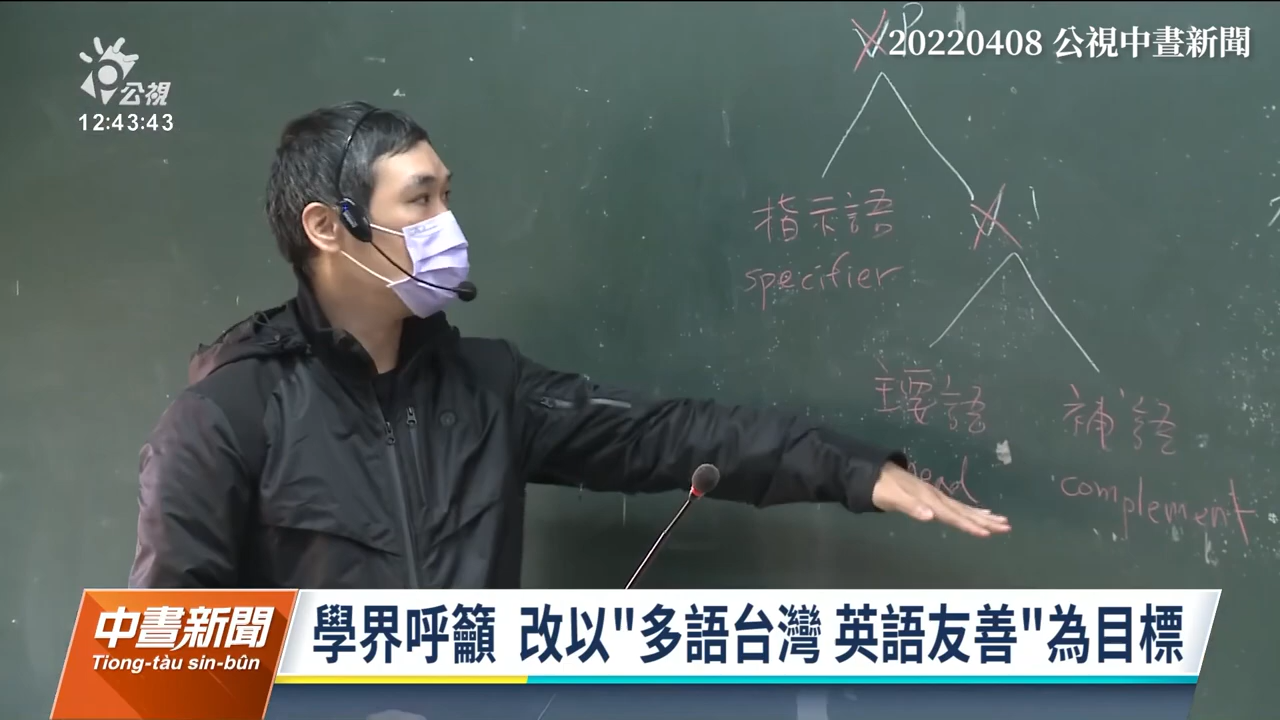 20220408 公視中晝新聞
公視
12:43:43
P
指示語
specifier
主要語
補語
complement
中晝新聞
Tiong-tàu sin-bûn
學界呼籲 改以"多語台灣 英語友善"為目標